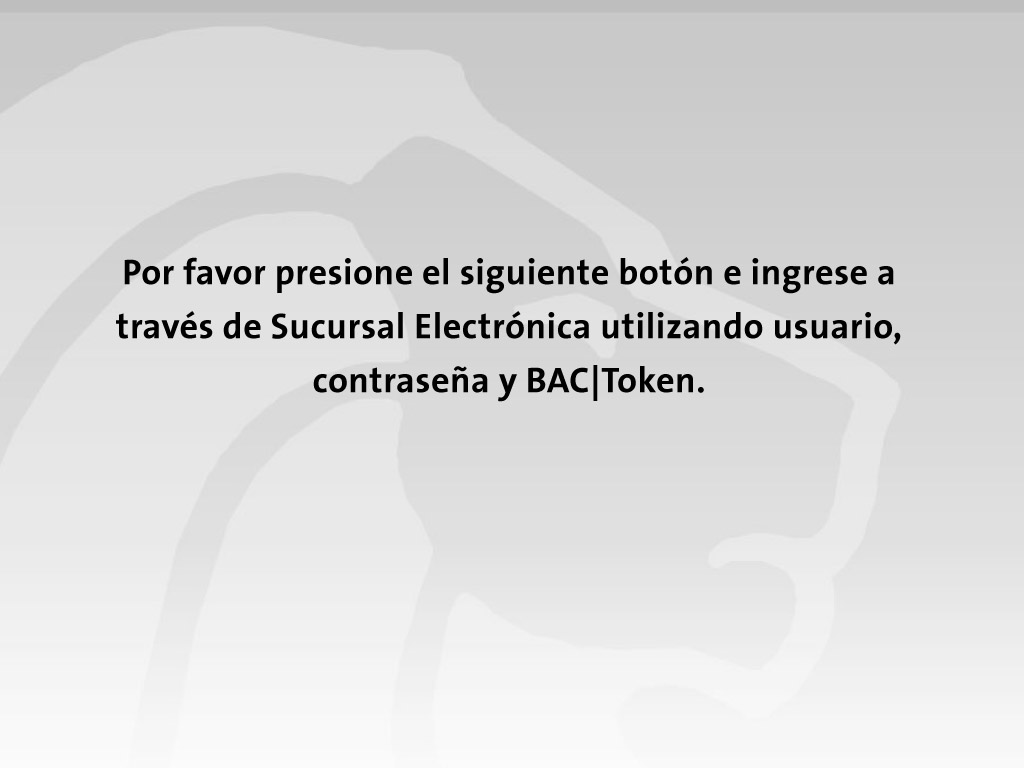 Por favor presione el siguiente botón e ingrese a
través de Sucursal Electrónica utilizando usuario,
contraseña y BAC|Token.